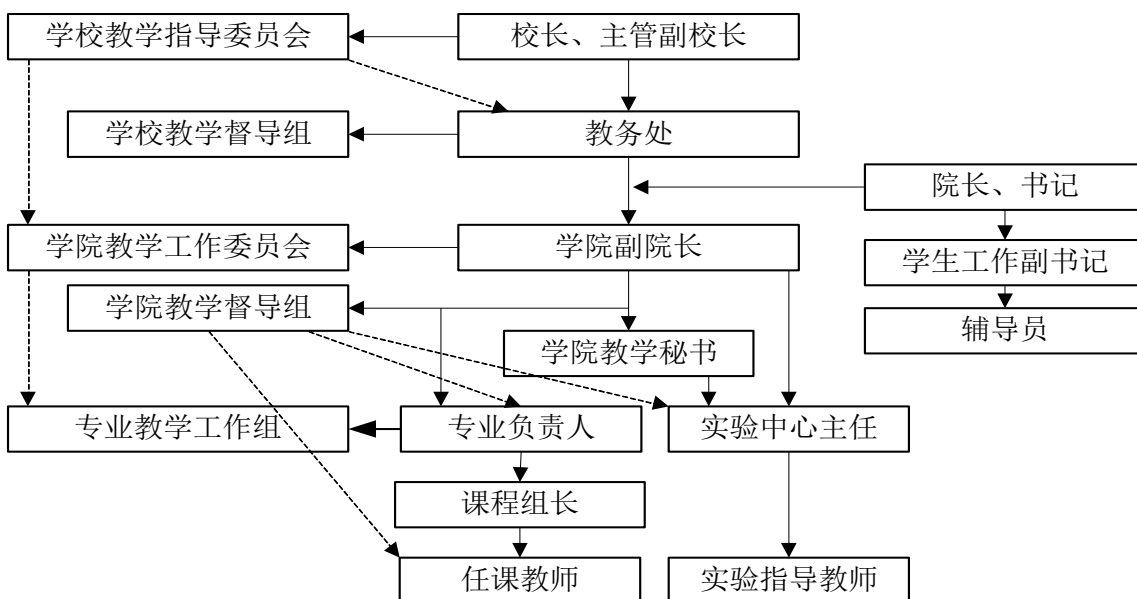 学校教学指导委员会
校长、主管副校长
学校教学督导组
教务处
院长、书记
学院教学工作委员会
学院副院长
学生工作副书记
学院教学督导组
辅导员
学院教学秘书
专业教学工作组
专业负责人
实验中心主任
课程组长
任课教师
实验指导教师